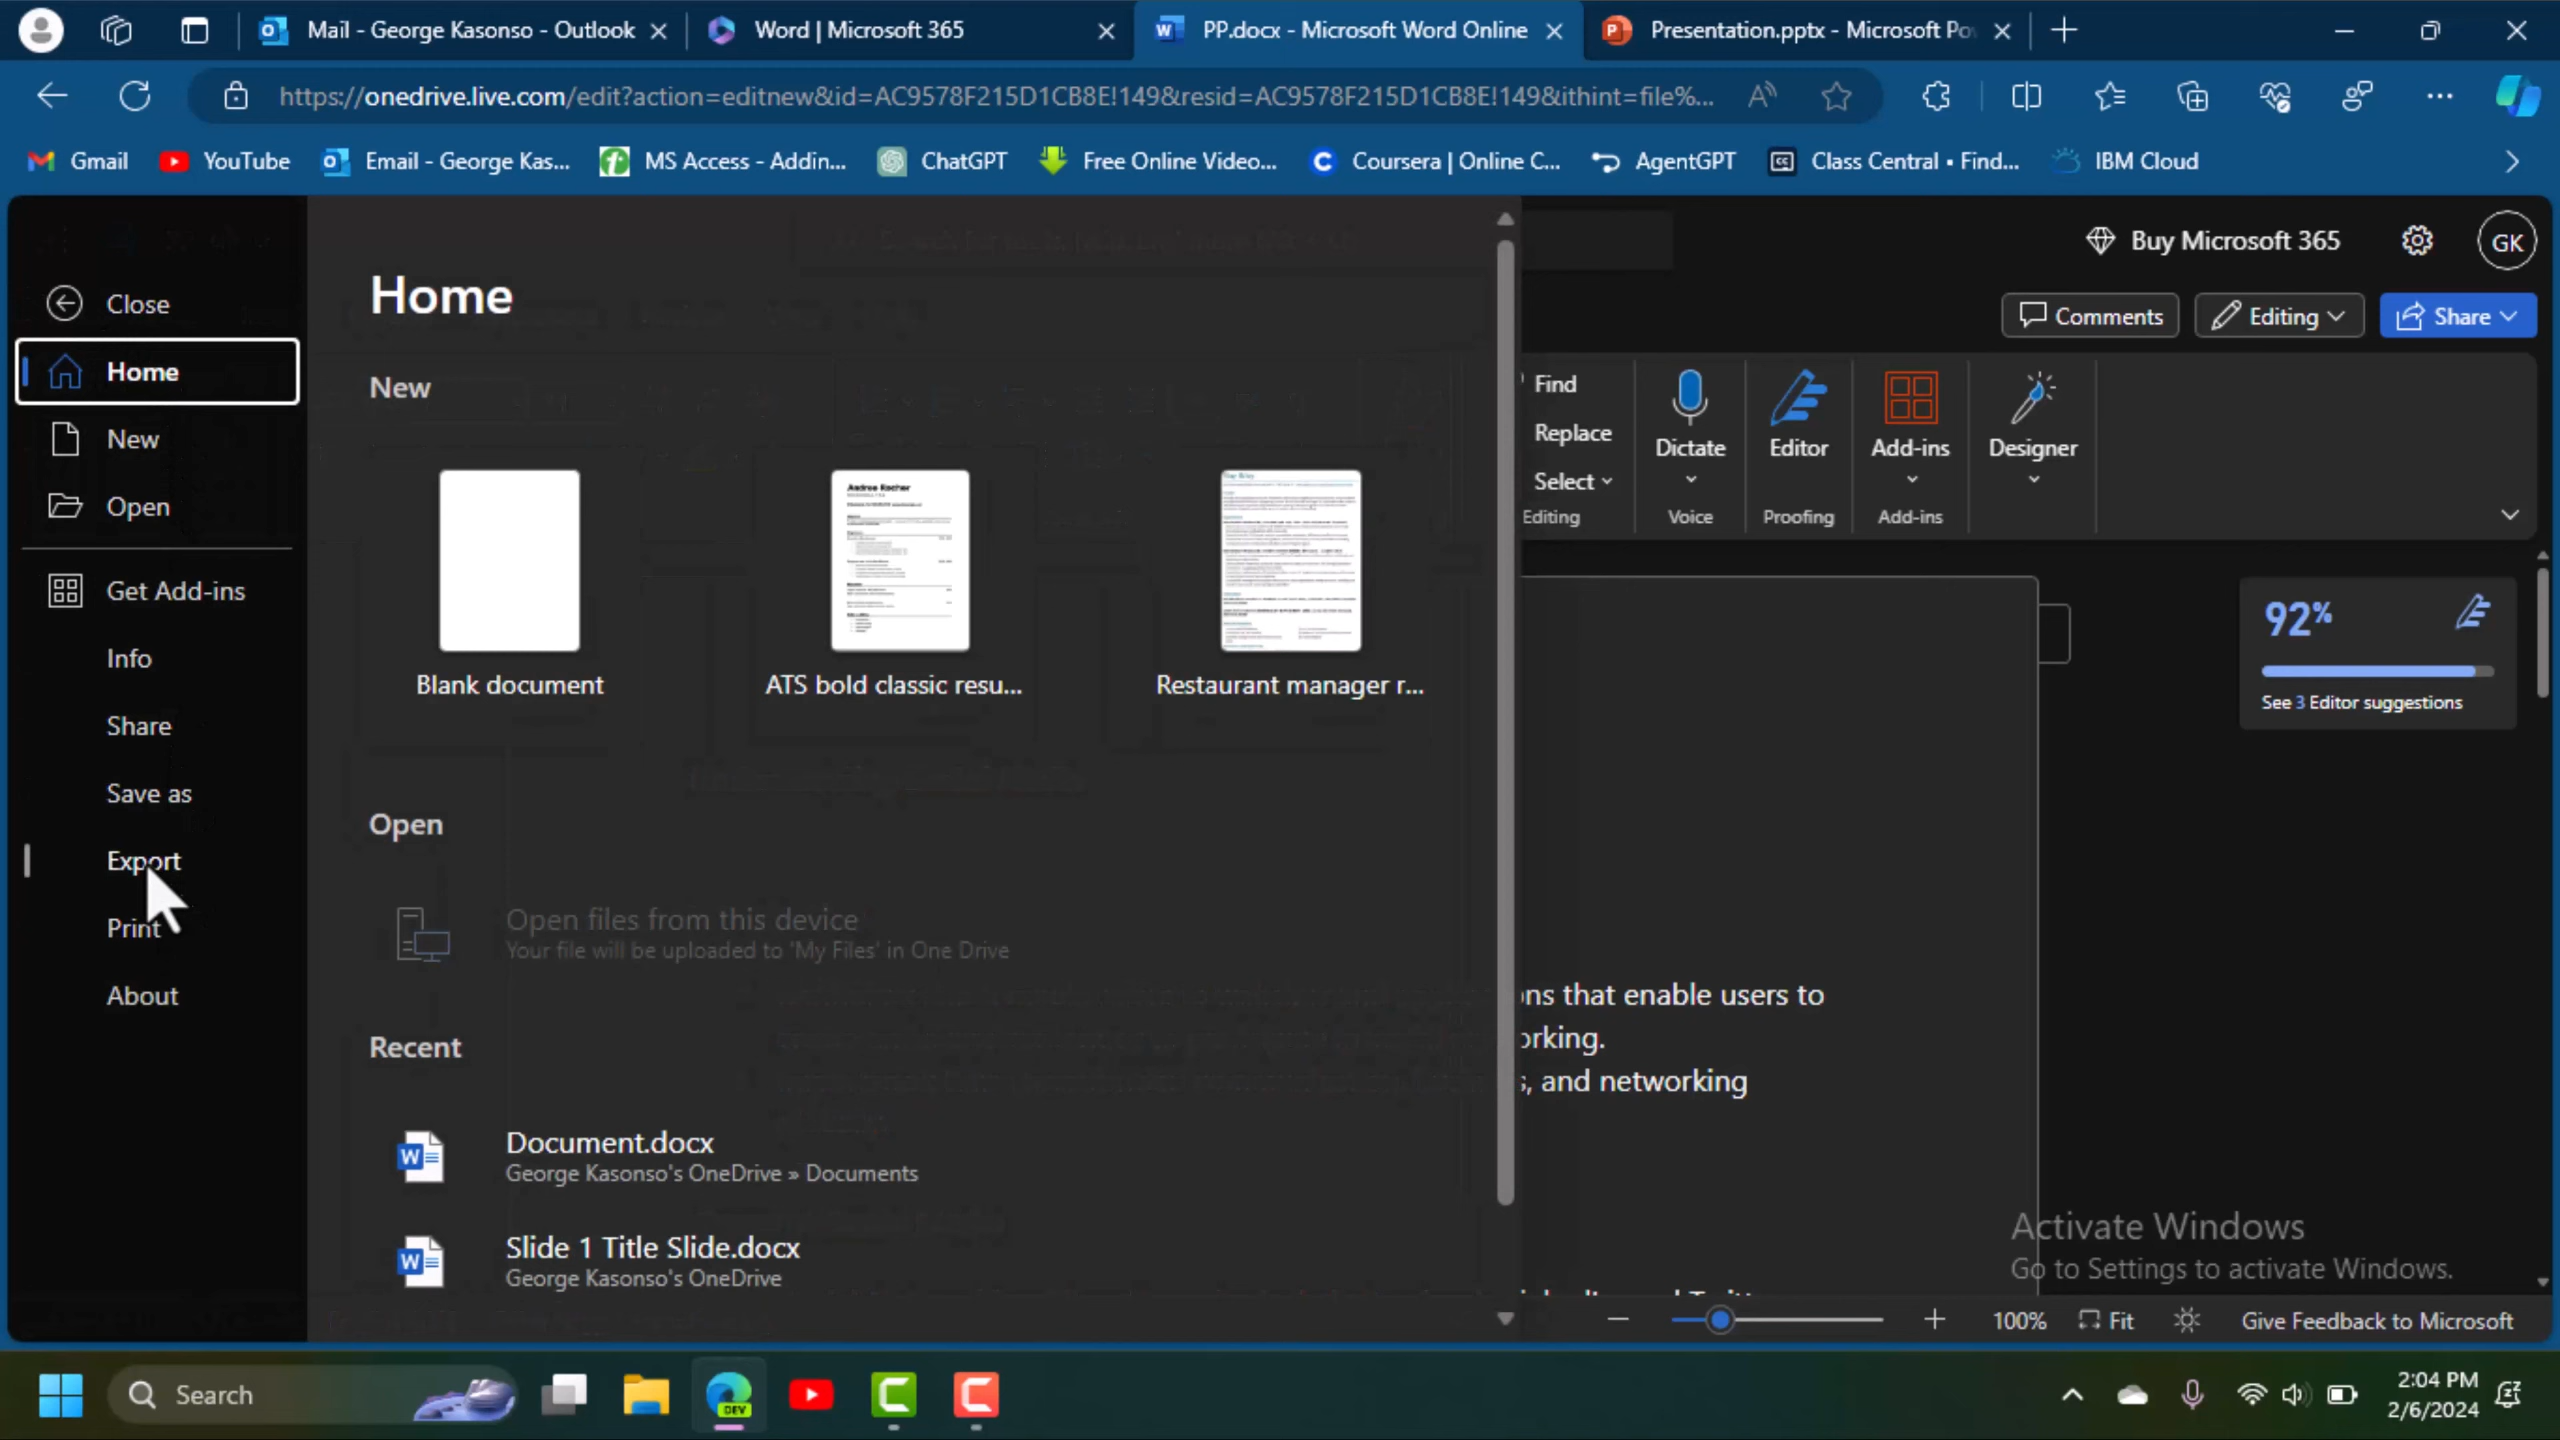 Mail - George Kasonso - Outlook
Word | Microsoft 365
PP.docx - Microsoft Word Online
Presentation.pptx - Microsoft Po
https://onedrive.live.com/edit?action=editnew&id=AC9578F215D1CB8E!149&resid=AC9578F215D1CB8E!149&ithint=file%...
Gmail
YouTube
Email - George Kas...
MS Access - Addin...
ChatGPT
Free Online Video...
Coursera | Online C...
AgentGPT
Class Central • Find...
IBM Cloud
Buy Microsoft 365
GK
Comments
Editing
Share
Close
Home
New
Open
Get Add-ins
Info
Share
Save as
Export
Print
About
Home
New
Blank document
Andree Rocher
ATS bold classic resu...
Restaurant manager r...
Open
Open files from this device
Your file will be uploaded to 'My Files' in One Drive
Recent
Document.docx
George Kasonso's OneDrive » Documents
Slide 1 Title Slide.docx
George Kasonso's OneDrive
Find
Replace
Select
Editing
Dictate
Voice
Editor
Proofing
Add-ins
Add-ins
Designer
92%
See 3 Editor suggestions
ons that enable users to
orking.
s, and networking
Activate Windows
Go to Settings to activate Windows.
100%
Fit
Give Feedback to Microsoft
Search
DEV
2:04 PM
2/6/2024